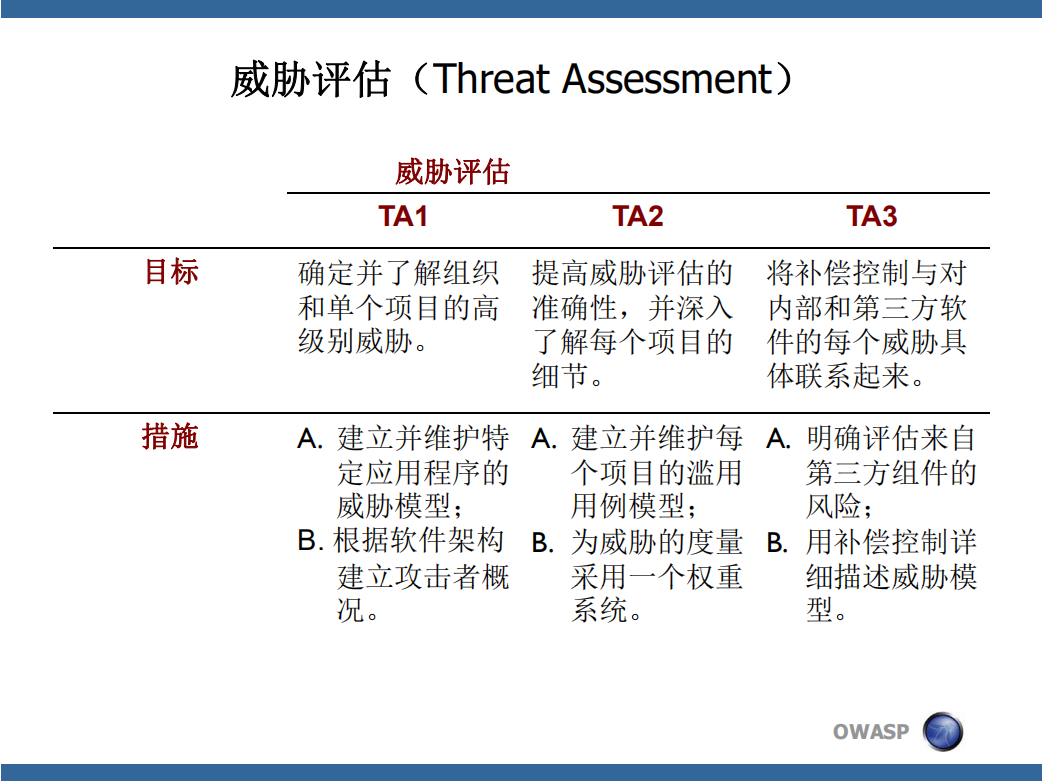 威胁评估（Threat Assessment）
威胁评估
TA1 TA2 TA3
目标
确定并了解组织
和单个项目的高
级别威胁。
提高威胁评估的
准确性，并深入
了解每个项目的
细节。
将补偿控制与对
内部和第三方软
件的每个威胁具
体联系起来。
措施
A. 建立并维护特
定应用程序的
威胁模型；
B. 根据软件架构
建立攻击者概
况。
A. 建立并维护每
个项目的滥用
用例模型；
B. 为威胁的度量
采用一个权重
系统。
A. 明确评估来自
第三方组件的
风险；
B. 用补偿控制详
细描述威胁模
型。
OWASP